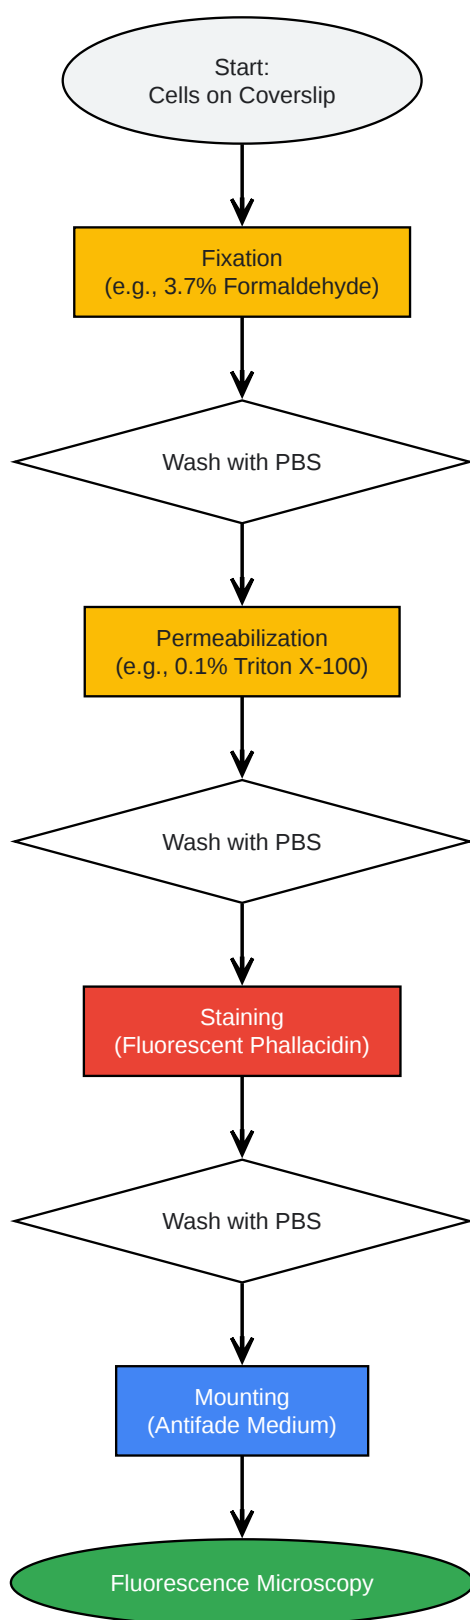 Start:
Cells on Coverslip
Fixation
(e.g., 3.7% Formaldehyde)
Wash with PBS
Permeabilization
(e.g., 0.1% Triton X-100)
Wash with PBS
Staining
(Fluorescent Phallacidin)
Wash with PBS
Mounting
(Antifade Medium)
Fluorescence Microscopy